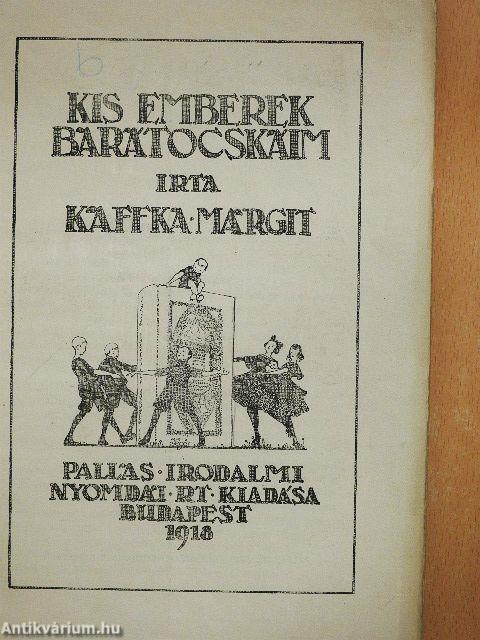 KIS EMBEREK
BARÁTOCSKÁIM
IRTA
KAFFKA·MARGIT
PALLAS·IRODALMI
NYOMDAI·RT·KIADÁSA
BUDAPEST
1918
Antikvárium.hu